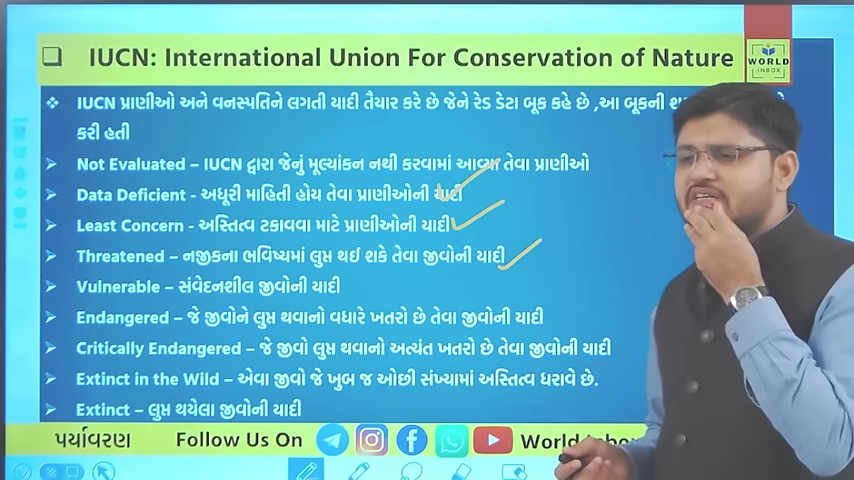 IUCN: International Union For Conservation of Nature
WORLD
INBOX
IUCN પ્રાણીઓ અને વનસ્પતિને લગતી યાદી તૈયાર કરે છે જેને રેડ ડેટા બૂક કહે છે ,આ બૂકની
કરી હતી
Not Evaluated – IUCN દ્વારા જેનું મૂલ્યાંકન નથી કરવામાં આવ્યા તેવા પ્રાણીઓ
Data Deficient - અધૂરી માહિતી હોય તેવા પ્રાણીઓની યાદી
Least Concern - અસ્તિત્વ ટકાવવા માટે પ્રાણીઓની યાદી
Threatened – નજીકના ભવિષ્યમાં લુપ્ત થઇ શકે તેવા જીવોની યાદી
Vulnerable – સંવેદનશીલ જીવોની યાદી
Endangered – જે જીવોને લુપ્ત થવાનો વધારે ખતરો છે તેવા જીવોની યાદી
Critically Endangered – જે જીવો લુપ્ત થવાનો અત્યંત ખતરો છે તેવા જીવોની યાદી
Extinct in the Wild – એવા જીવો જે ખુબ જ ઓછી સંખ્યામાં અસ્તિત્વ ધરાવે છે.
Extinct – લુપ્ત થયેલા જીવોની યાદી
પર્યાવરણ Follow Us On World Inbox